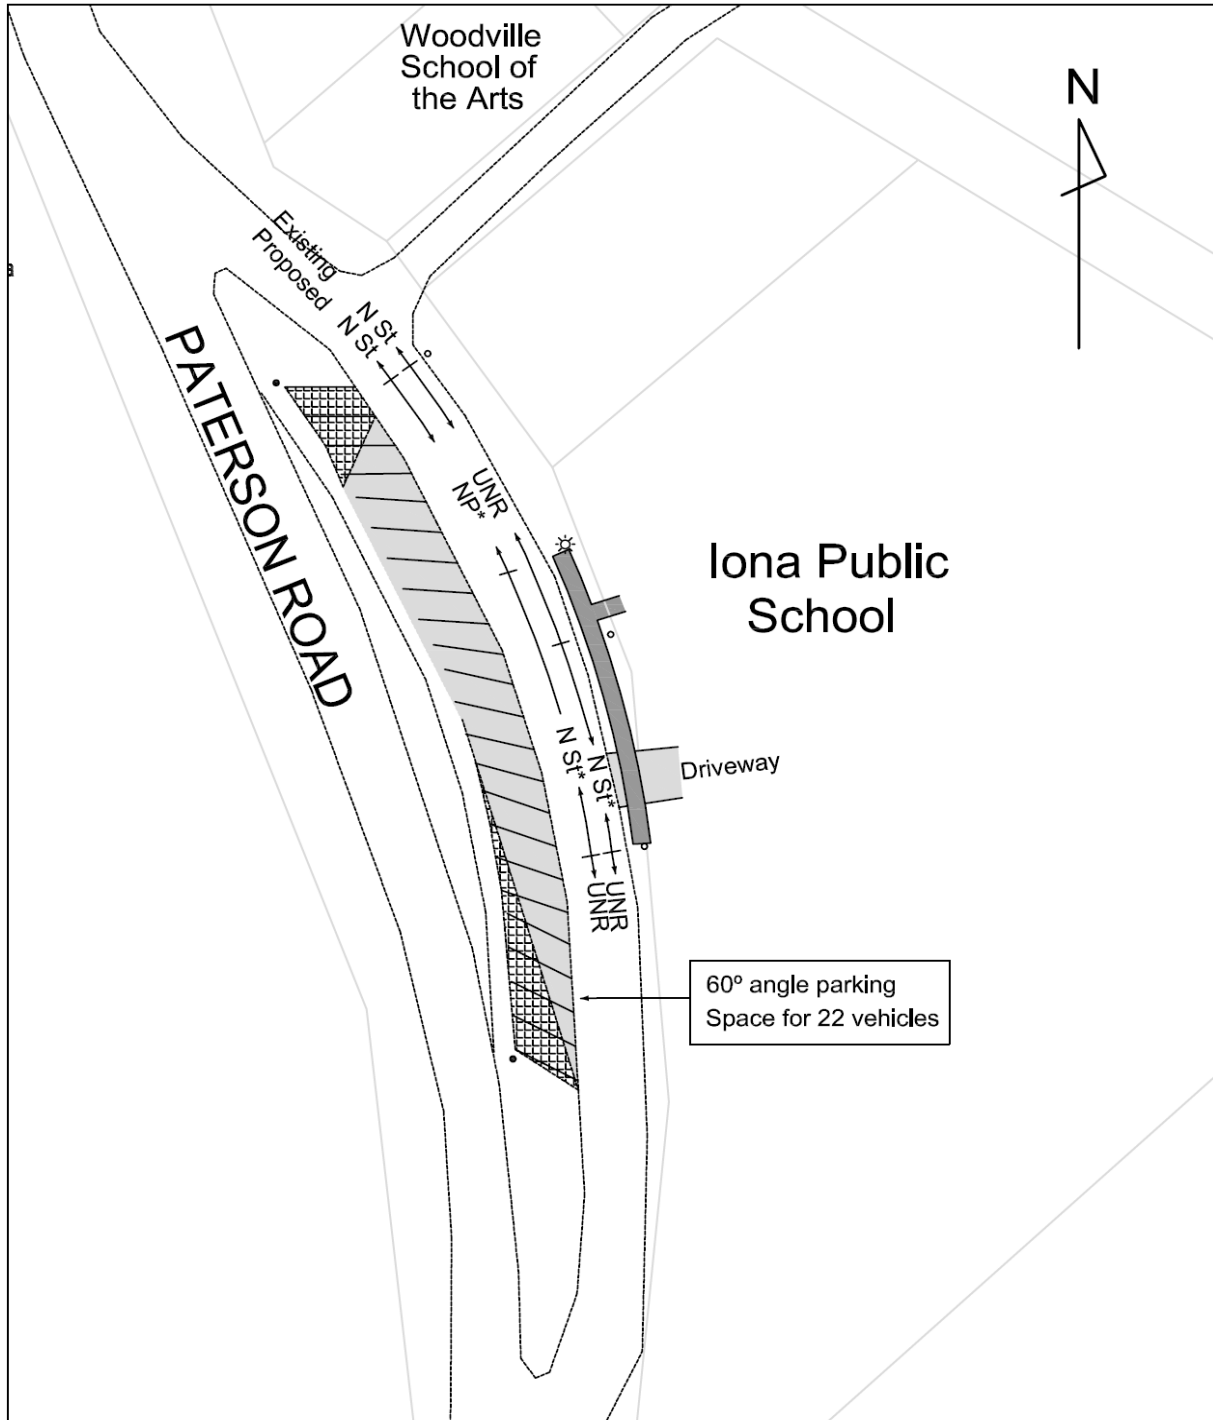 Woodville
School of
the Arts
N
Existing
Proposed
N St
N St
PATERSON ROAD
UNR
NP*
Iona Public
School
N St*
N St*
Driveway
UNR
UNR
60º angle parking
Space for 22 vehicles